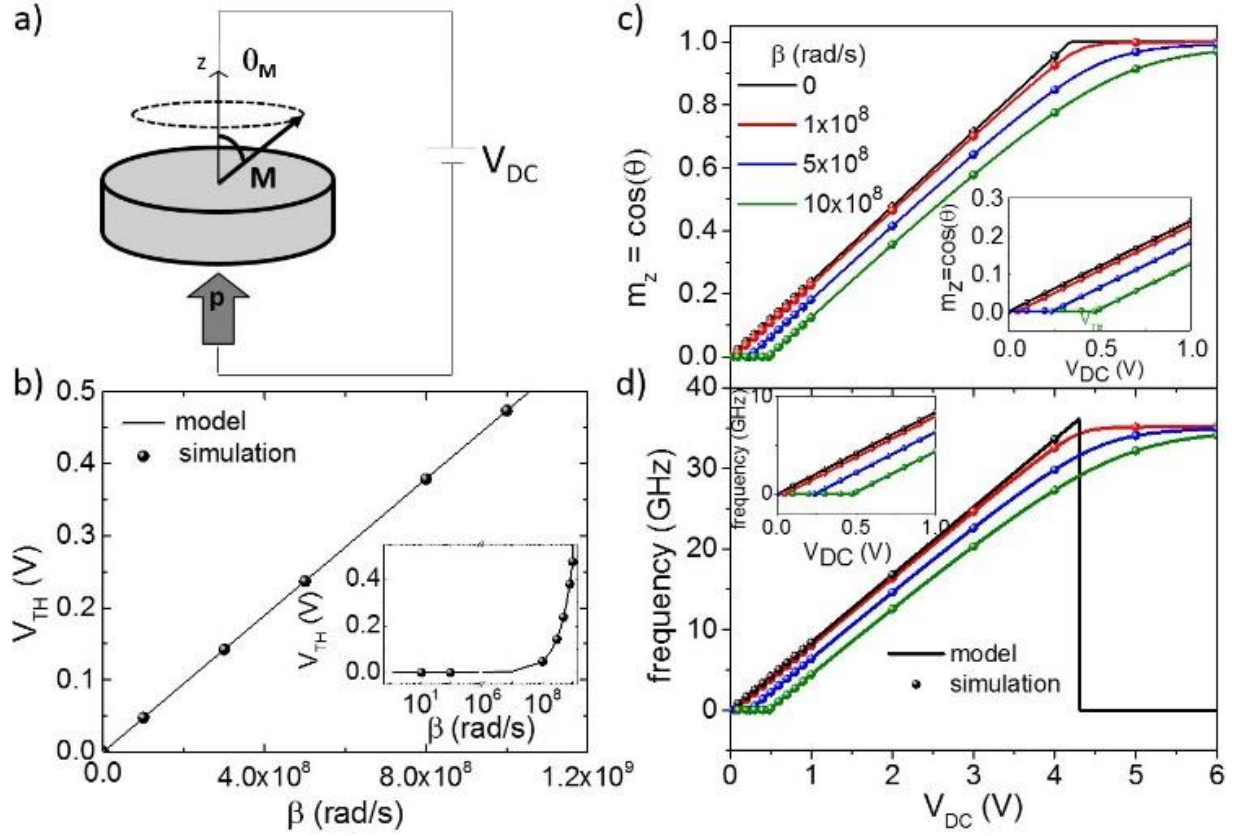 a)
z
θM
M
VDC
p
b)
0.5
0.4
0.3
0.2
0.1
0.0
VTH (V)
model
simulation
0.4
0.2
0.0
VTH (V)
10¹
10⁶
10⁸
β (rad/s)
0.0
4.0x10⁸
8.0x10⁸
1.2x10⁹
β (rad/s)
c)
1.0
0.8
0.6
0.4
0.2
0.0
mz = cos(θ)
β (rad/s)
0
1x10⁸
5x10⁸
10x10⁸
0.3
0.2
0.1
0.0
mz=cos(θ)
VTH
0.0
0.5
1.0
VDC (V)
d)
40
30
20
10
0
frequency (GHz)
10
0
frequency (GHz)
0.0
0.5
1.0
VDC (V)
model
simulation
0
1
2
3
4
5
6
VDC (V)